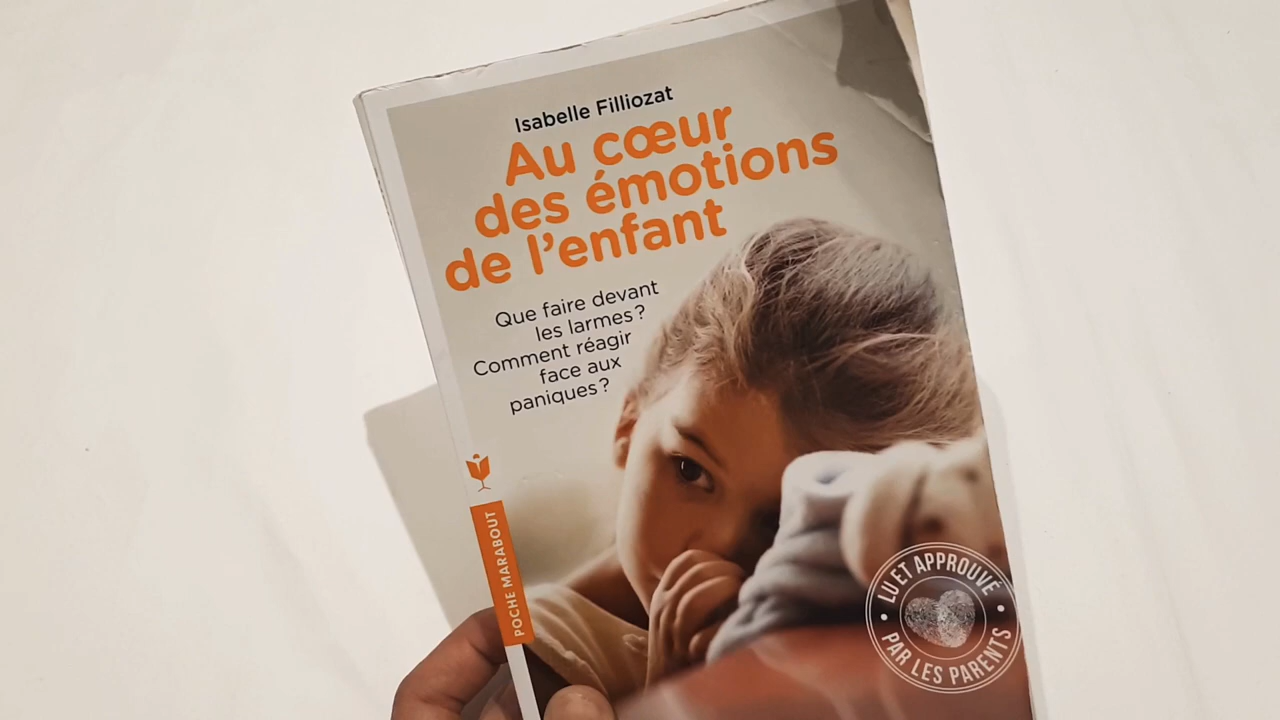 Isabelle Filliozat
Au cœur
des émotions
de l'enfant
Que faire devant
les larmes ?
Comment réagir
face aux
paniques ?
POCHE MARABOUT
LU ET APPROUVÉ
PAR LES PARENTS